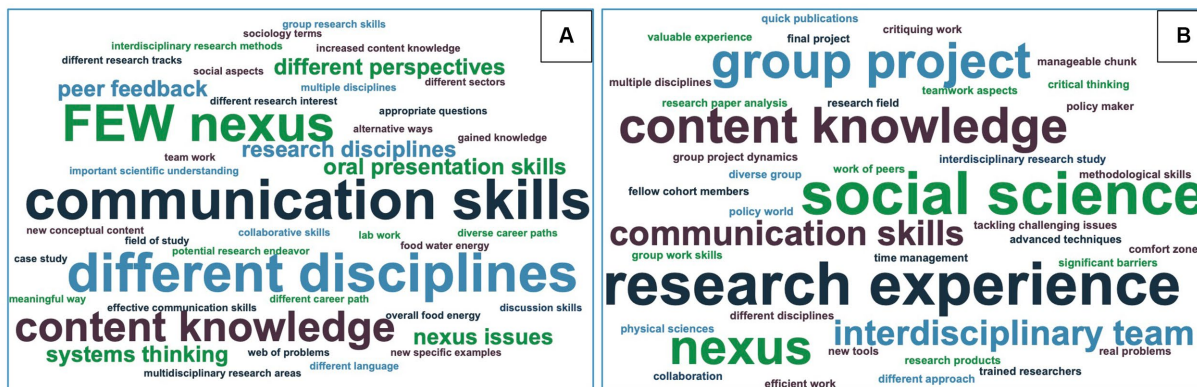 A
group research skills
sociology terms
interdisciplinary research methods
increased content knowledge
different research tracks
social aspects
different perspectives
different sectors
peer feedback
multiple disciplines
different research interest
appropriate questions
FEW nexus
alternative ways
gained knowledge
research disciplines
team work
oral presentation skills
important scientific understanding
communication skills
new conceptual content
collaborative skills
lab work
diverse career paths
field of study
food water energy
potential research endeavor
case study
different disciplines
meaningful way
different career path
effective communication skills
discussion skills
overall food energy
content knowledge
nexus issues
systems thinking
web of problems
new specific examples
different language
multidisciplinary research areas
B
quick publications
critiquing work
valuable experience
final project
group project
manageable chunk
multiple disciplines
critical thinking
teamwork aspects
research paper analysis
research field
policy maker
content knowledge
group project dynamics
interdisciplinary research study
work of peers
diverse group
methodological skills
fellow cohort members
social science
policy world
communication skills
tackling challenging issues
advanced techniques
comfort zone
group work skills
time management
significant barriers
research experience
different disciplines
physical sciences
interdisciplinary team
nexus
new tools
real problems
research products
trained researchers
collaboration
different approach
efficient work